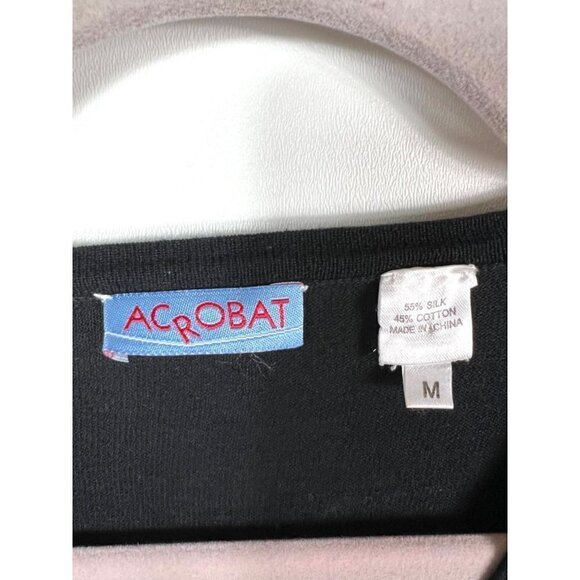 ACROBAT
55% SILK
45% COTTON
MADE IN CHINA
M